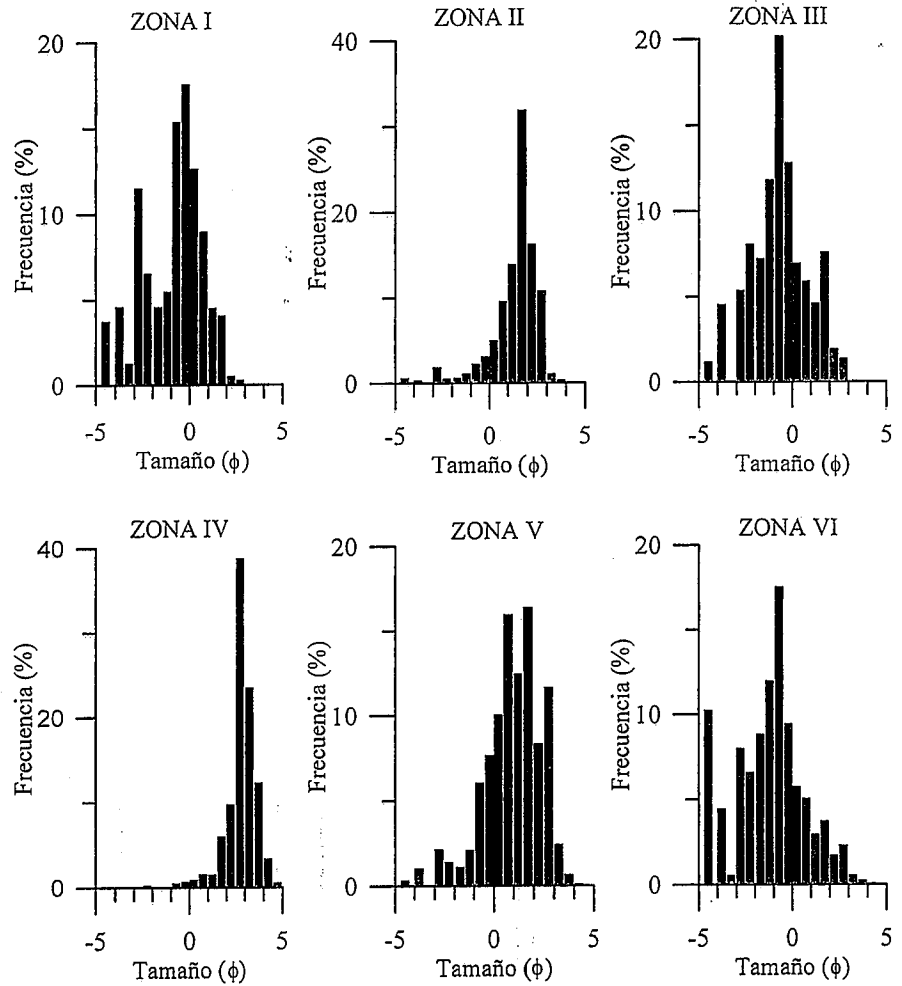 ZONA I
20
10
0
Frecuencia (%)
-5 0 5
Tamaño (ϕ)
ZONA II
40
20
0
Frecuencia (%)
-5 0 5
Tamaño (ϕ)
ZONA III
20
10
0
Frecuencia (%)
-5 0 5
Tamaño (ϕ)
ZONA IV
40
20
0
Frecuencia (%)
-5 0 5
Tamaño (ϕ)
ZONA V
20
10
0
Frecuencia (%)
-5 0 5
Tamaño (ϕ)
ZONA VI
20
10
0
Frecuencia (%)
-5 0 5
Tamaño (ϕ)